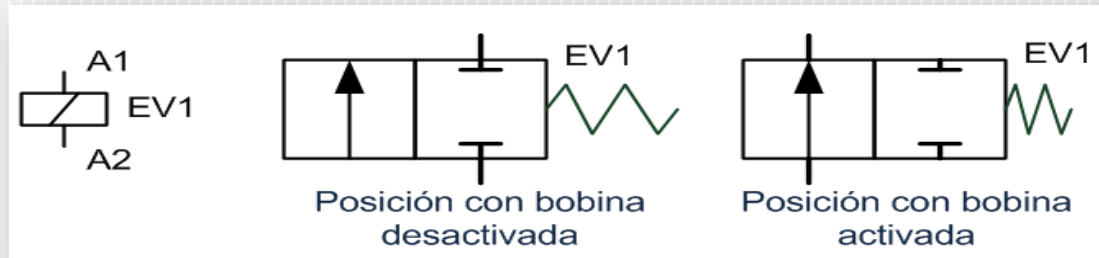 A1
EV1
A2
EV1
Posición con bobina
desactivada
EV1
Posición con bobina
activada